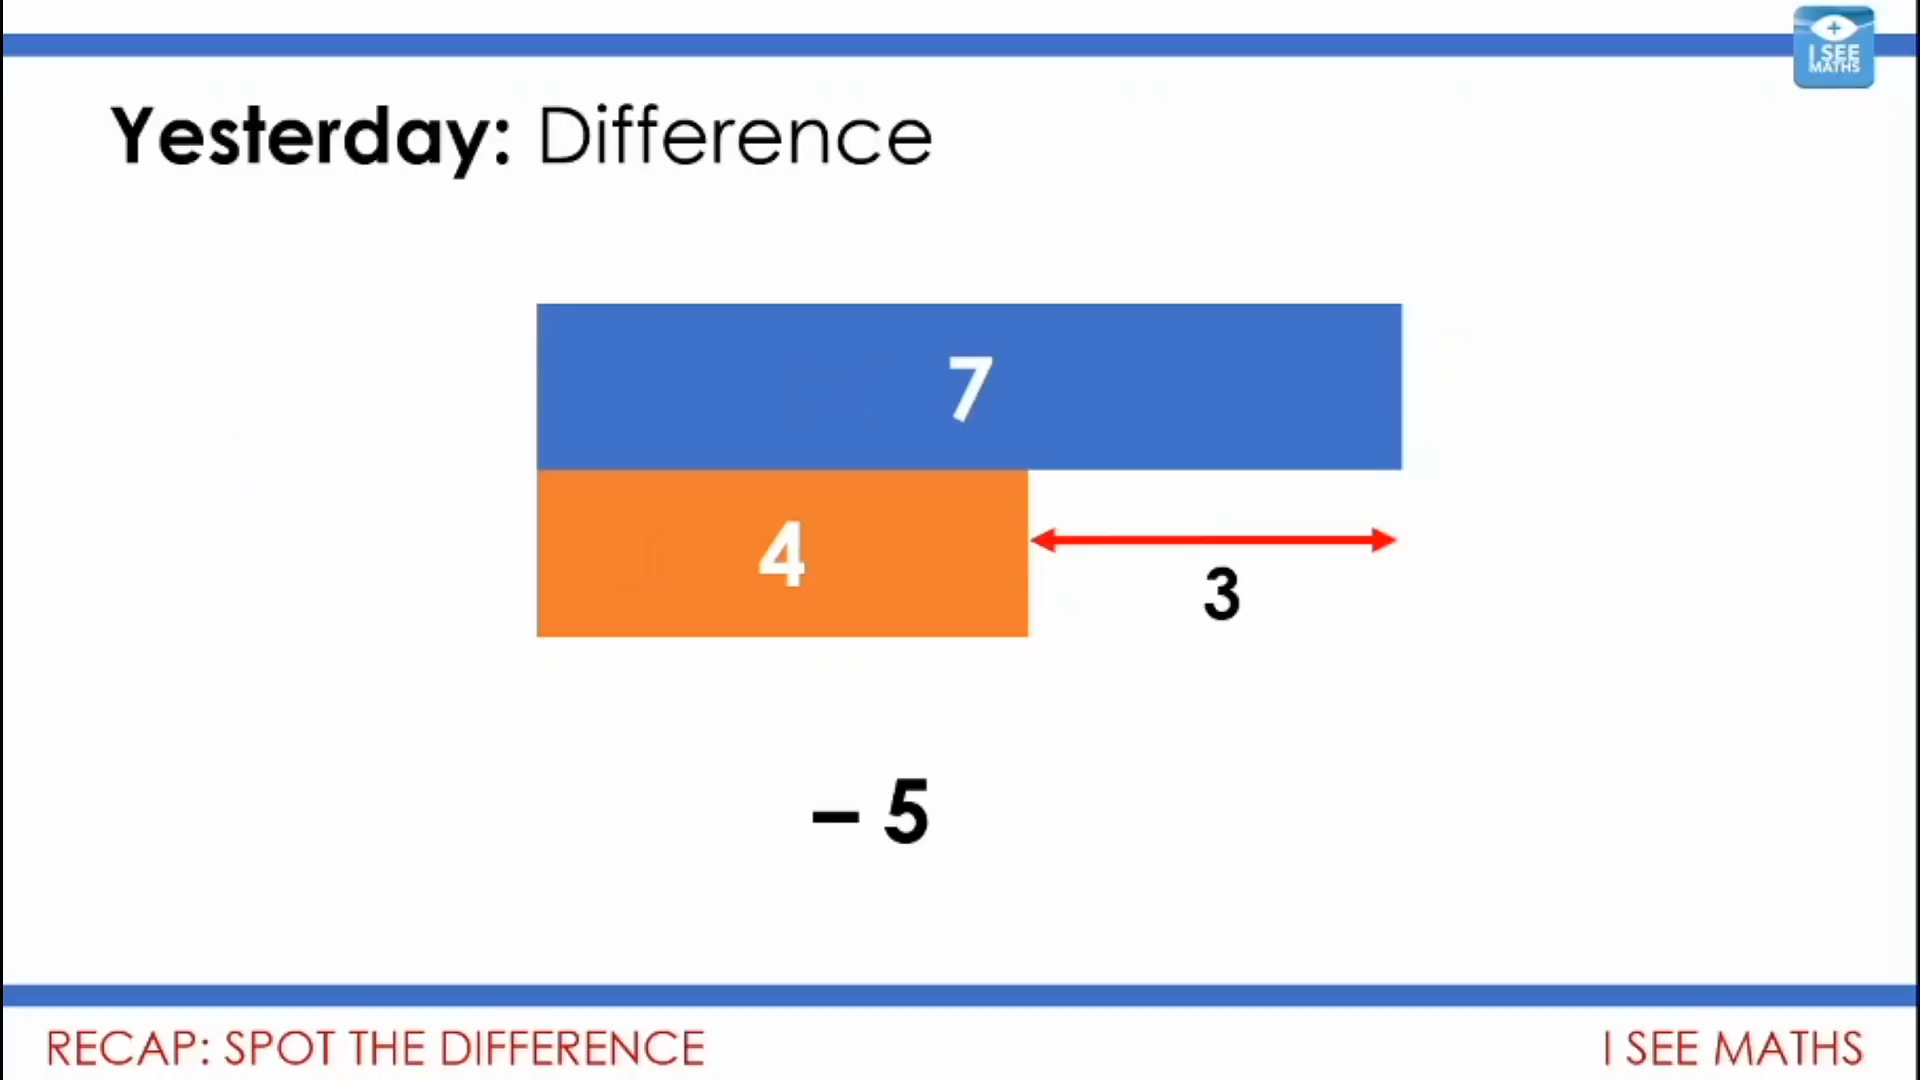 I SEE
MATHS
Yesterday: Difference
7
4
3
– 5
RECAP: SPOT THE DIFFERENCE
I SEE MATHS